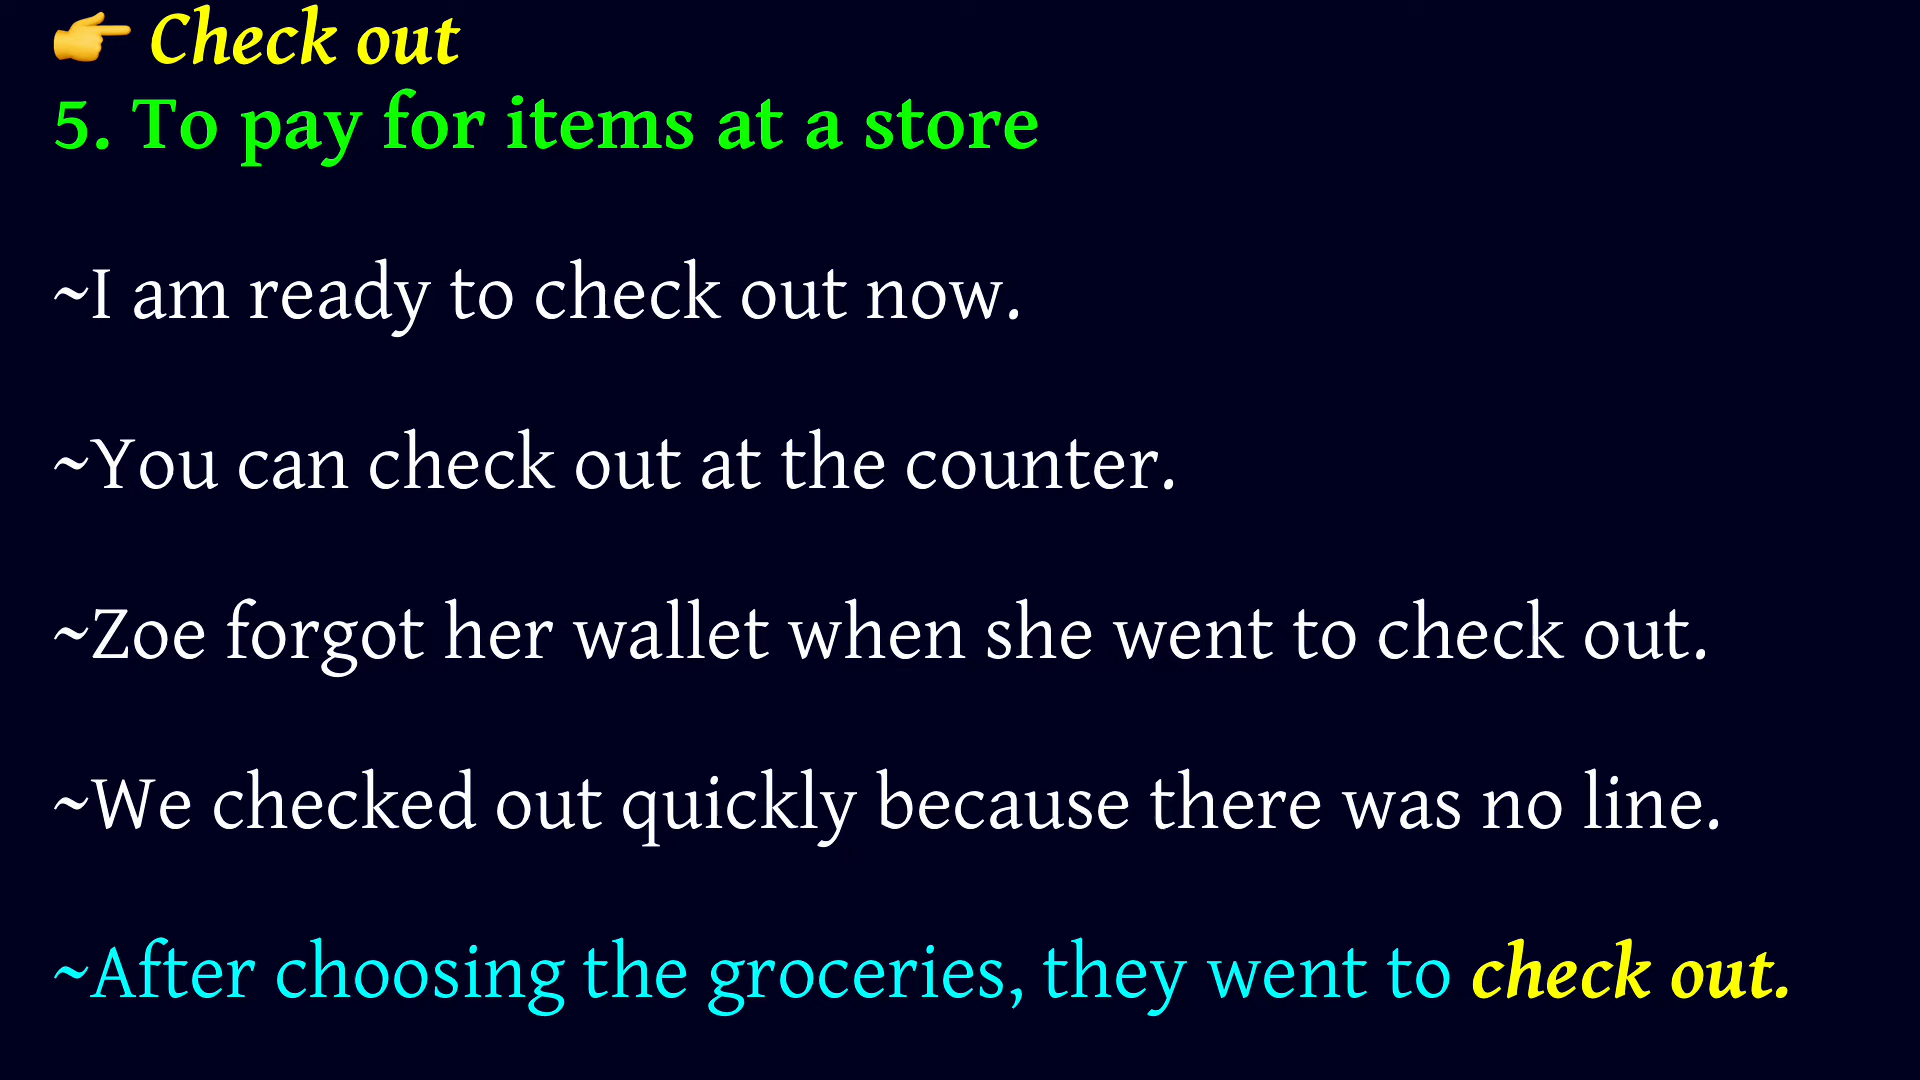 👉 Check out
5. To pay for items at a store
~I am ready to check out now.
~You can check out at the counter.
~Zoe forgot her wallet when she went to check out.
~We checked out quickly because there was no line.
~After choosing the groceries, they went to check out.